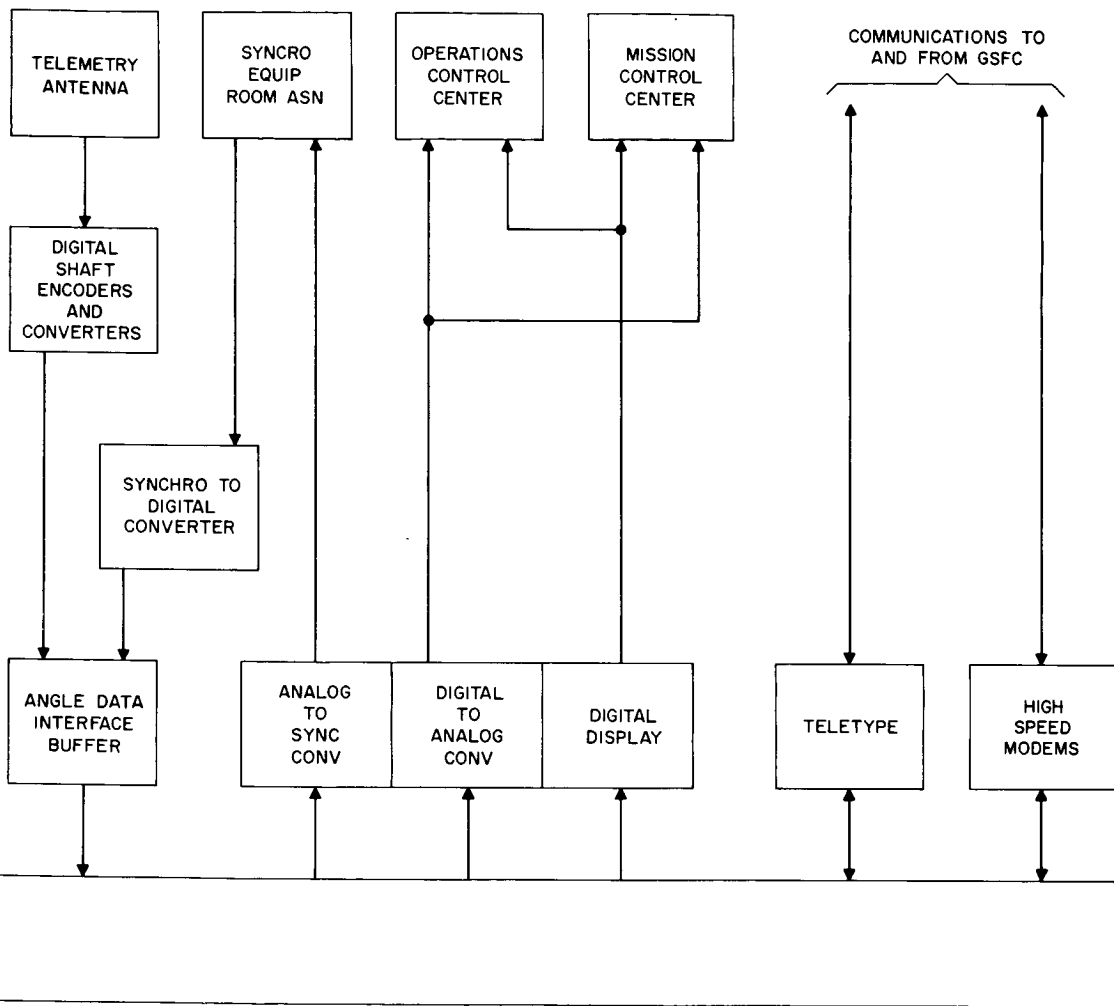 TELEMETRY
ANTENNA
SYNCRO
EQUIP
ROOM ASN
OPERATIONS
CONTROL
CENTER
MISSION
CONTROL
CENTER
COMMUNICATIONS TO
AND FROM GSFC
DIGITAL
SHAFT
ENCODERS
AND
CONVERTERS
SYNCHRO TO
DIGITAL
CONVERTER
ANGLE DATA
INTERFACE
BUFFER
ANALOG
TO
SYNC
CONV
DIGITAL
TO
ANALOG
CONV
DIGITAL
DISPLAY
TELETYPE
HIGH
SPEED
MODEMS